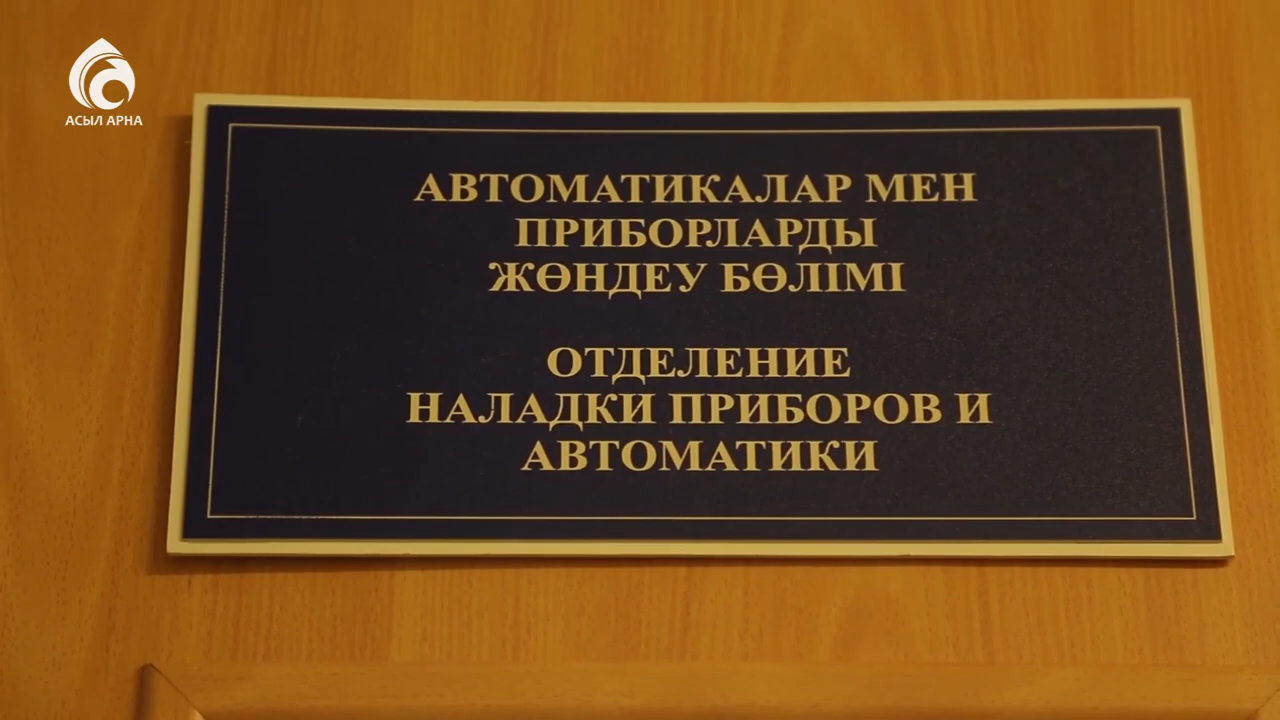 АСЫЛ АРНА
АВТОМАТИКАЛАР МЕН
ПРИБОРЛАРДЫ
ЖӨНДЕУ БӨЛІМІ
ОТДЕЛЕНИЕ
НАЛАДКИ ПРИБОРОВ И
АВТОМАТИКИ